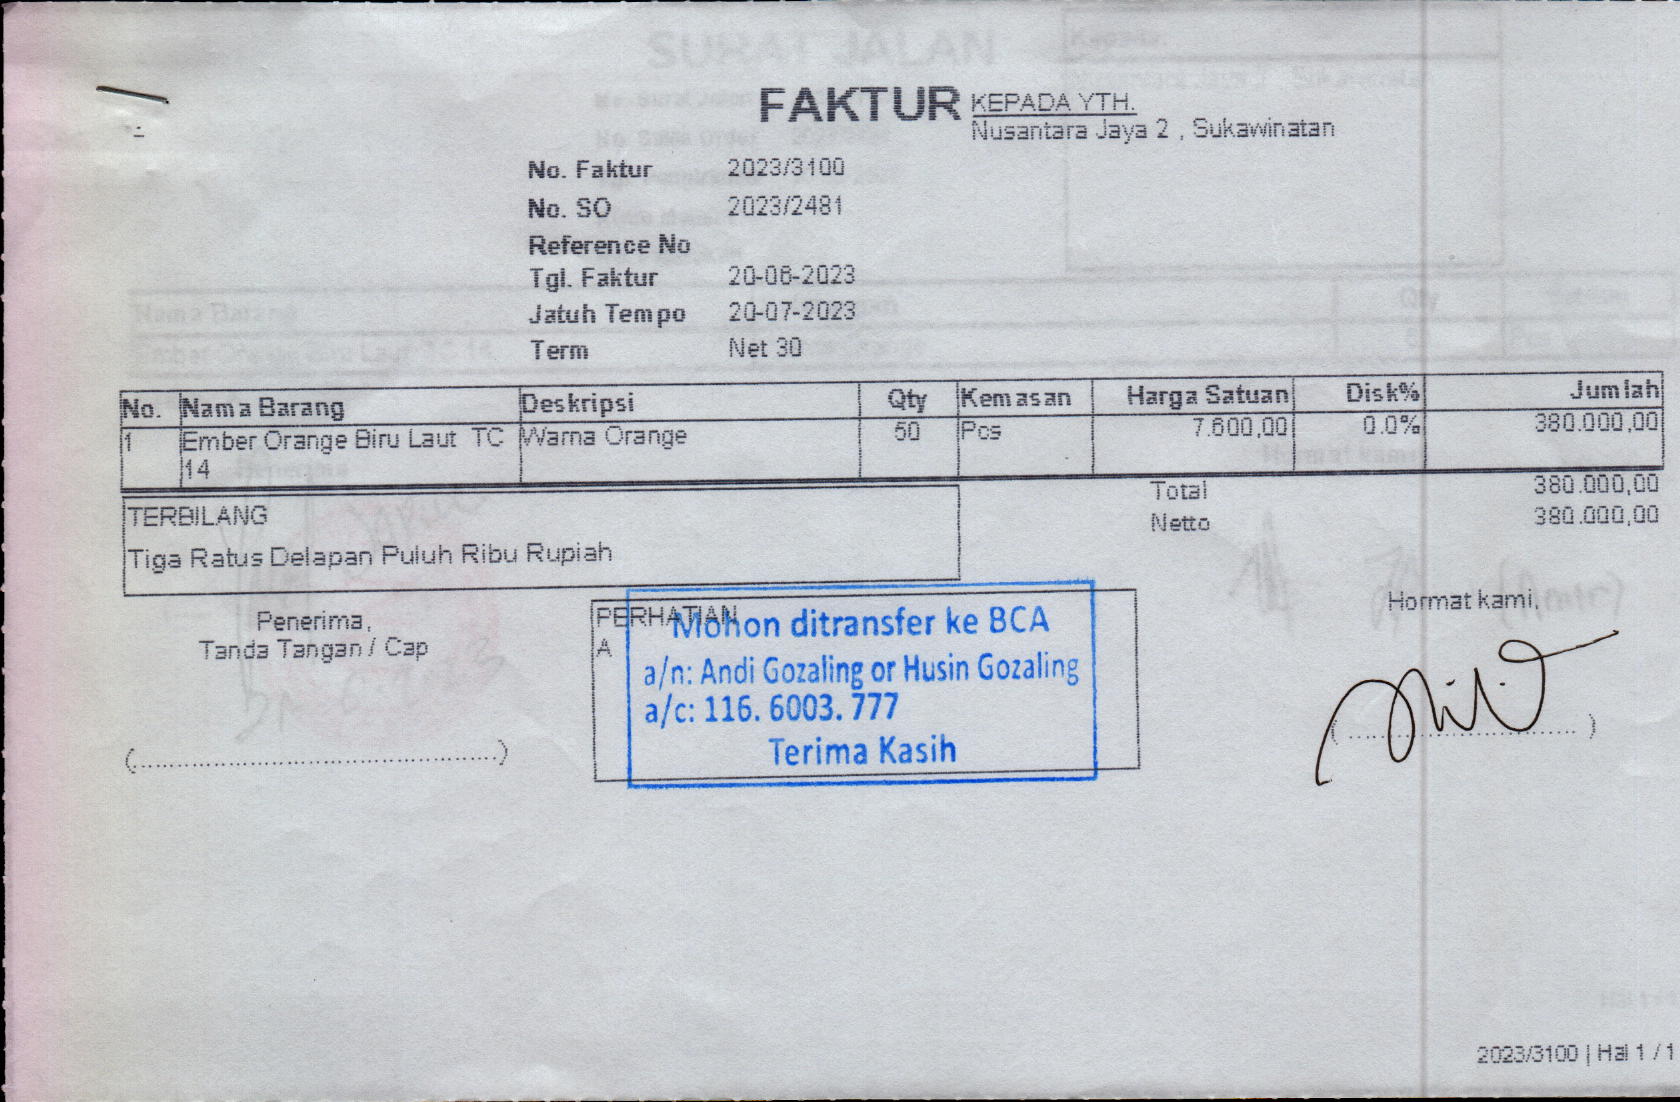 FAKTUR
KEPADA YTH.
Nusantara Jaya 2 , Sukawinatan
No. Faktur 2023/3100
No. SO 2023/2481
Reference No
Tgl. Faktur 20-06-2023
Jatuh Tempo 20-07-2023
Term Net 30
No. Nama Barang Deskripsi Qty Kemasan Harga Satuan Disk% Jumlah
1 Ember Orange Biru Laut TC Warna Orange 50 Pcs 7.600,00 0.0% 380.000,00
14
Total 380.000,00
Netto 380.000,00
TERBILANG
Tiga Ratus Delapan Puluh Ribu Rupiah
Penerima,
Tanda Tangan / Cap
(..................................................)
PERHATIAN
A
Mohon ditransfer ke BCA
a/n: Andi Gozaling or Husin Gozaling
a/c: 116. 6003. 777
Terima Kasih
Hormat kami,
(..................................)
2023/3100 | Hal 1 / 1